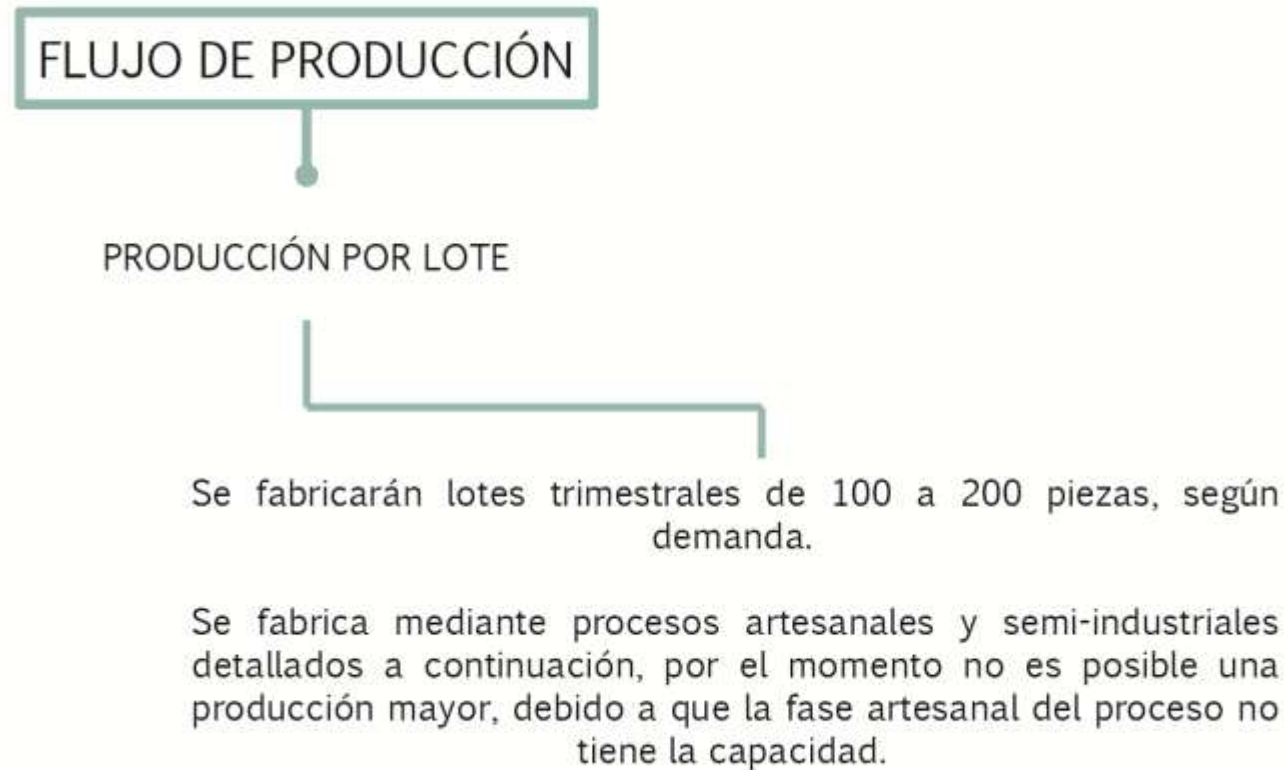 FLUJO DE PRODUCCIÓN
PRODUCCIÓN POR LOTE
Se fabricarán lotes trimestrales de 100 a 200 piezas, según
demanda.
Se fabrica mediante procesos artesanales y semi-industriales
detallados a continuación, por el momento no es posible una
producción mayor, debido a que la fase artesanal del proceso no
tiene la capacidad.